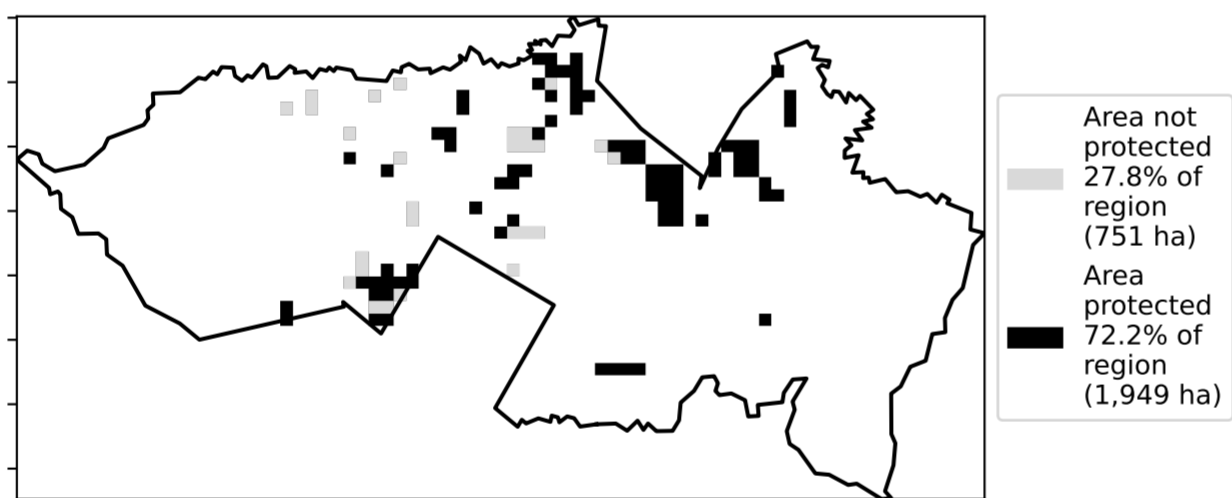 Area not
protected
27.8% of
region
(751 ha)
Area
protected
72.2% of
region
(1,949 ha)